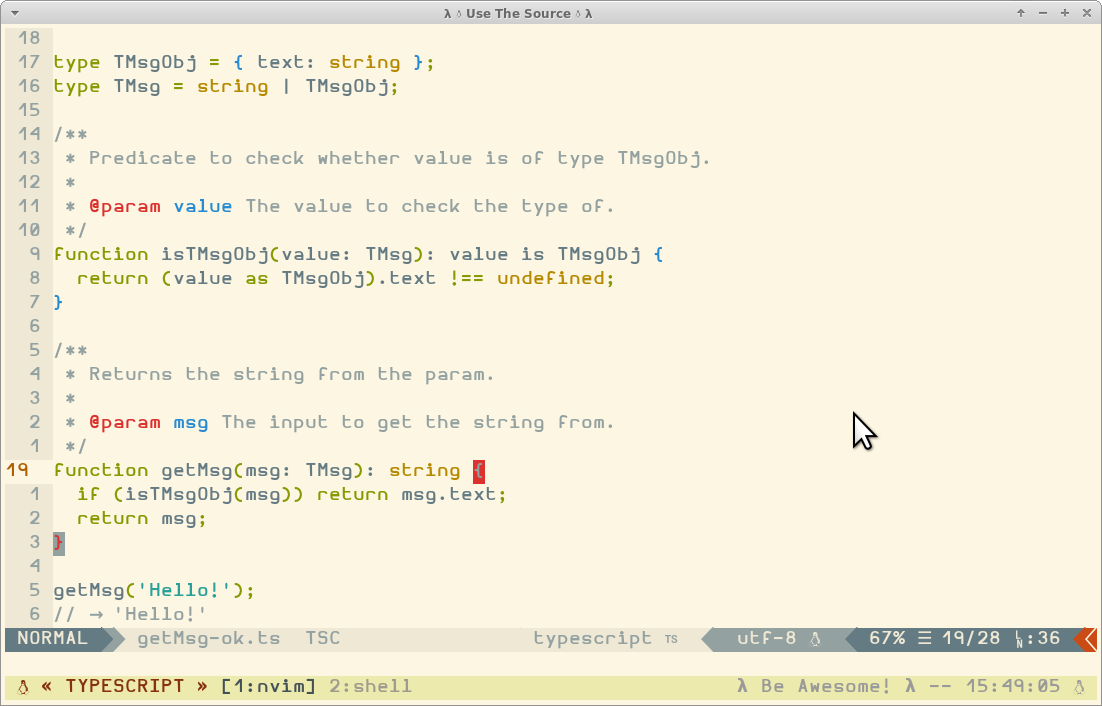 λ 💧 Use The Source 💧 λ
18
17 type TMsgObj = { text: string };
16 type TMsg = string | TMsgObj;
15
14 /**
13  * Predicate to check whether value is of type TMsgObj.
12  *
11  * @param value The value to check the type of.
10  */
9 function isTMsgObj(value: TMsg): value is TMsgObj {
8   return (value as TMsgObj).text !== undefined;
7 }
6
5 /**
4  * Returns the string from the param.
3  *
2  * @param msg The input to get the string from.
1  */
19 function getMsg(msg: TMsg): string {
1   if (isTMsgObj(msg)) return msg.text;
2   return msg;
3 }
4
5 getMsg('Hello!');
6 // → 'Hello!'
NORMAL getMsg-ok.ts TSC typescript TS utf-8 67% ☰ 19/28 LN:36
« TYPESCRIPT » [1:nvim] 2:shell λ Be Awesome! λ -- 15:49:05